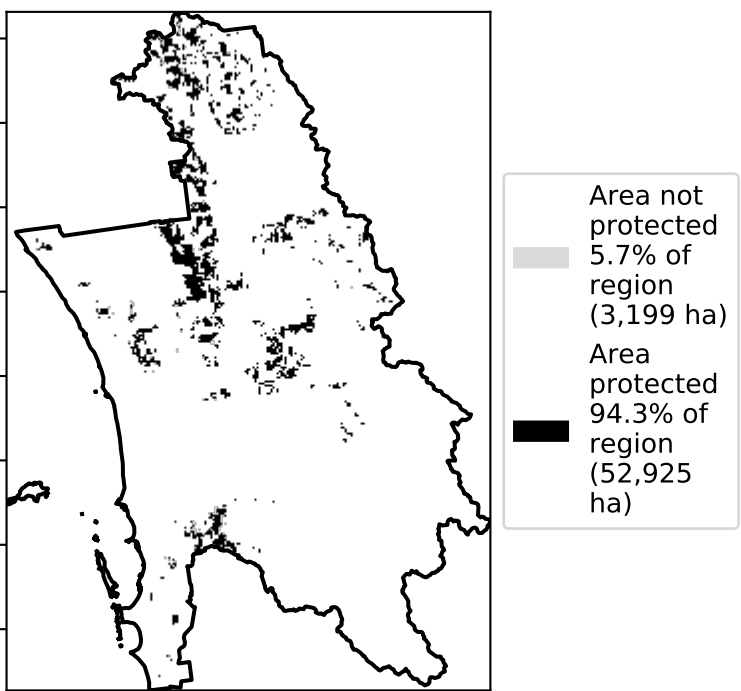 Area not
protected
5.7% of
region
(3,199 ha)
Area
protected
94.3% of
region
(52,925
ha)